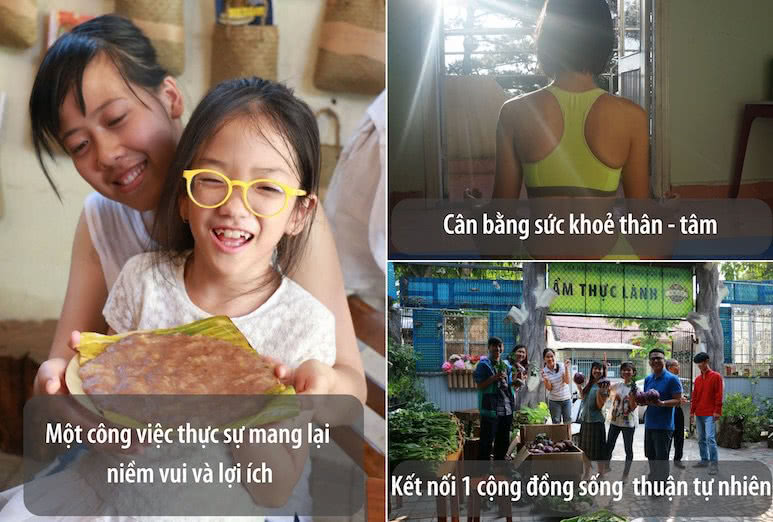 Một công việc thực sự mang lại
niềm vui và lợi ích
Cân bằng sức khoẻ thân - tâm
ẨM THỰC LÀNH
Kết nối 1 cộng đồng sống thuận tự nhiên